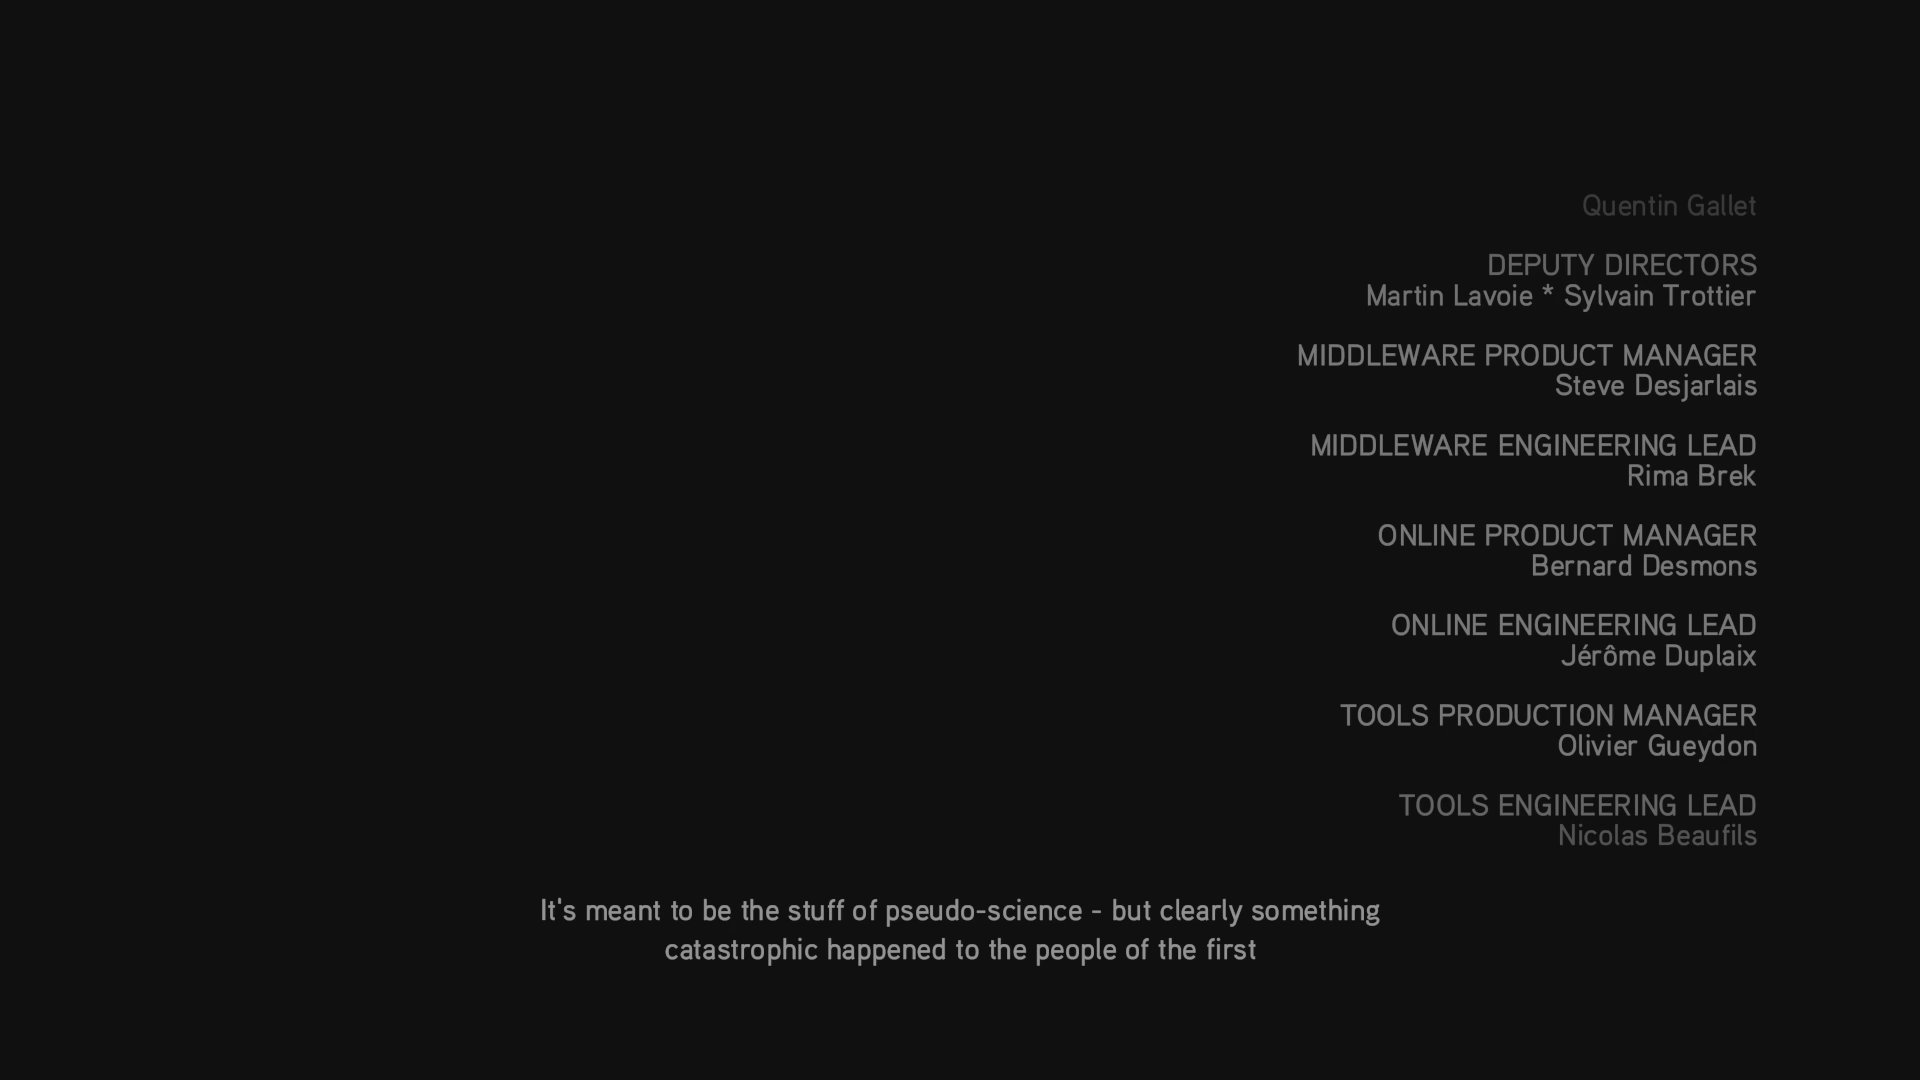 Quentin Gallet
DEPUTY DIRECTORS
Martin Lavoie * Sylvain Trottier
MIDDLEWARE PRODUCT MANAGER
Steve Desjarlais
MIDDLEWARE ENGINEERING LEAD
Rima Brek
ONLINE PRODUCT MANAGER
Bernard Desmons
ONLINE ENGINEERING LEAD
Jérôme Duplaix
TOOLS PRODUCTION MANAGER
Olivier Gueydon
TOOLS ENGINEERING LEAD
Nicolas Beaufils
It's meant to be the stuff of pseudo-science - but clearly something
catastrophic happened to the people of the first